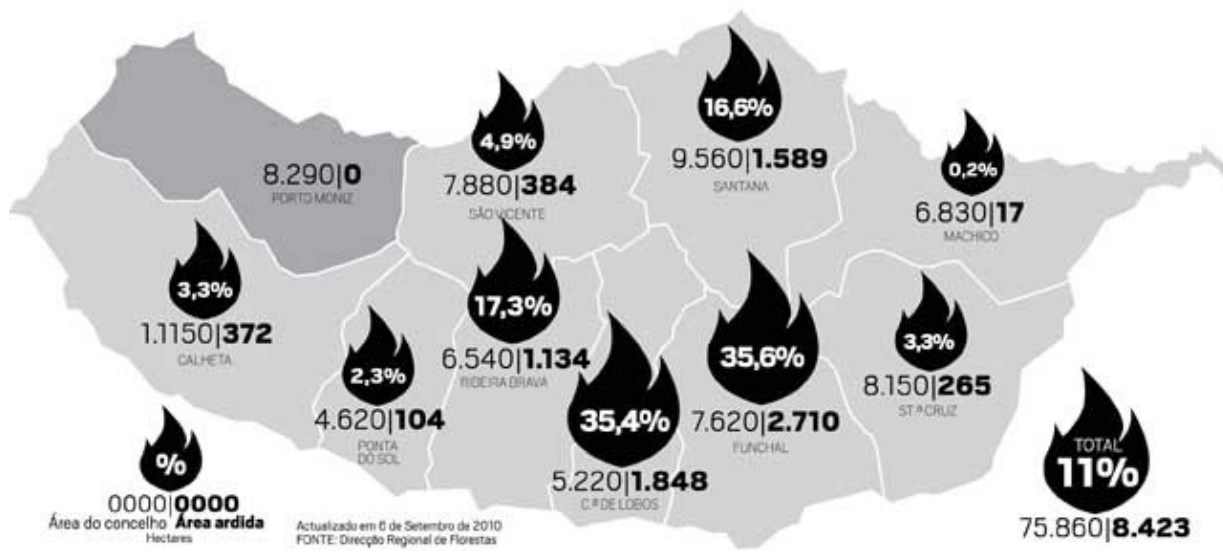 8.290|0
PORTO MONIZ
4,9%
7.880|384
SÃO VICENTE
16,6%
9.560|1.589
SANTANA
0,2%
6.830|17
MACHICO
3,3%
1.1150|372
CALHETA
2,3%
4.620|104
PONTA
DO SOL
17,3%
6.540|1.134
RIBEIRA BRAVA
35,4%
5.220|1.848
C.ª DE LOBOS
35,6%
7.620|2.710
FUNCHAL
3,3%
8.150|265
ST.ª CRUZ
%
0000|0000
Área do concelho Área ardida
Hectares
Actualizado em 6 de Setembro de 2010
FONTE: Direcção Regional de Florestas
TOTAL
11%
75.860|8.423